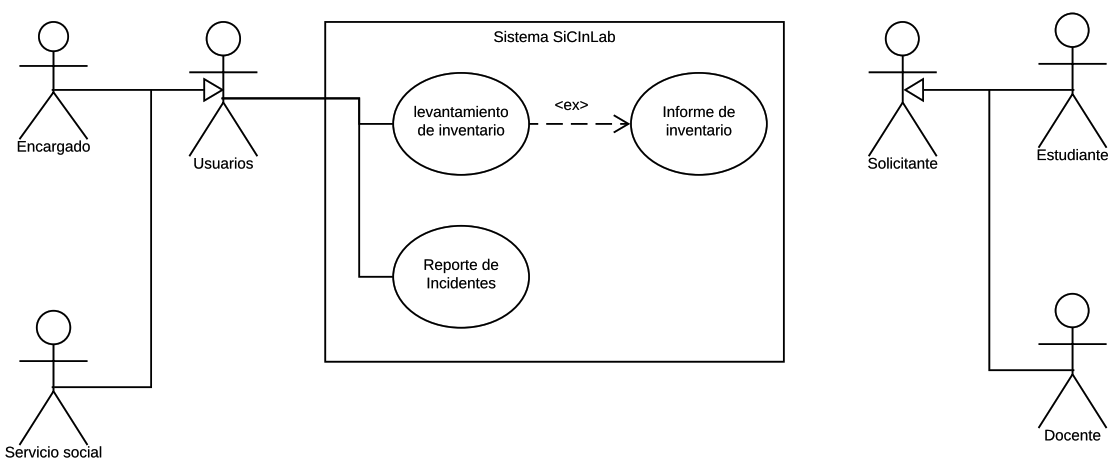 Sistema SiCInLab
levantamiento
de inventario
<ex>
Informe de
inventario
Encargado
Usuarios
Solicitante
Estudiante
Reporte de
Incidentes
Servicio social
Docente